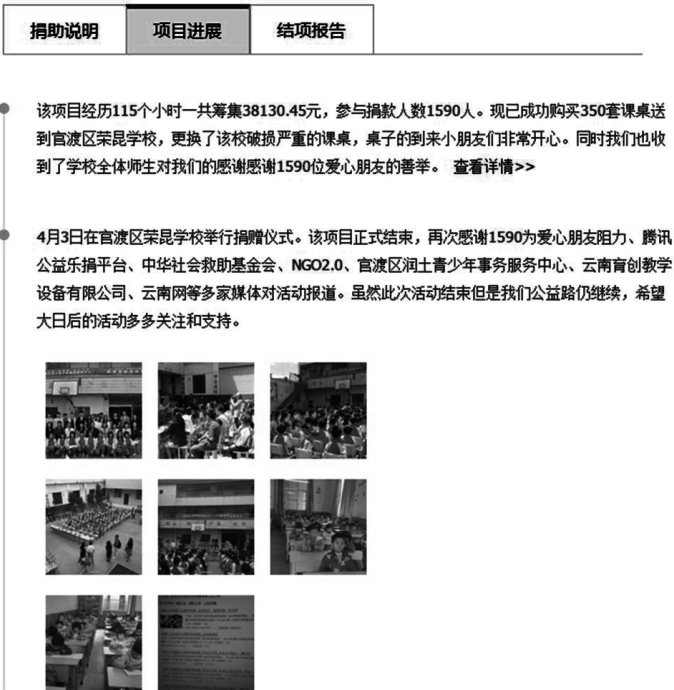 捐助说明 项目进展 结项报告
该项目经历115个小时一共筹集38130.45元，参与捐款人数1590人。现已成功购买350套课桌送
到官渡区荣昆学校，更换了该校破损严重的课桌，桌子的到来小朋友们非常开心。同时我们也收
到了学校全体师生对我们的感谢感谢1590位爱心朋友的善举。 查看详情>>
4月3日在官渡区荣昆学校举行捐赠仪式。该项目正式结束，再次感谢1590为爱心朋友阻力、腾讯
公益乐捐平台、中华社会救助基金会、NGO2.0、官渡区润土青少年事务服务中心、云南育创教学
设备有限公司、云南网等多家媒体对活动报道。虽然此次活动结束但是我们公益路仍继续，希望
大日后的活动多多关注和支持。